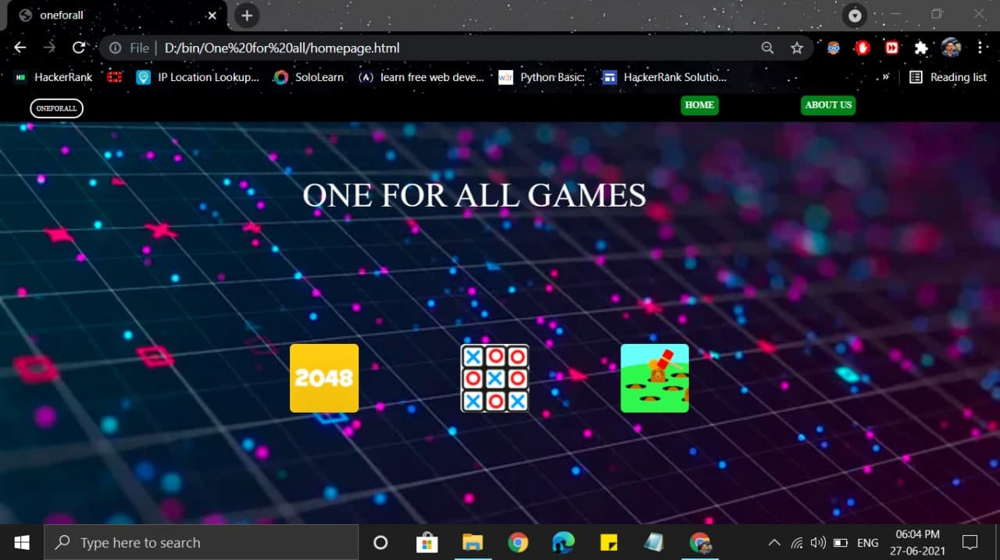 oneforall
File | D:/bin/One%20for%20all/homepage.html
HackerRank
IP Location Lookup...
SoloLearn
(A) learn free web deve...
w3r Python Basic:
HackerRank Solutio...
»
Reading list
ONEFORALL
HOME
ABOUT US
ONE FOR ALL GAMES
2048
X O O
O X O
X O X
Type here to search
ENG
06:04 PM
27-06-2021